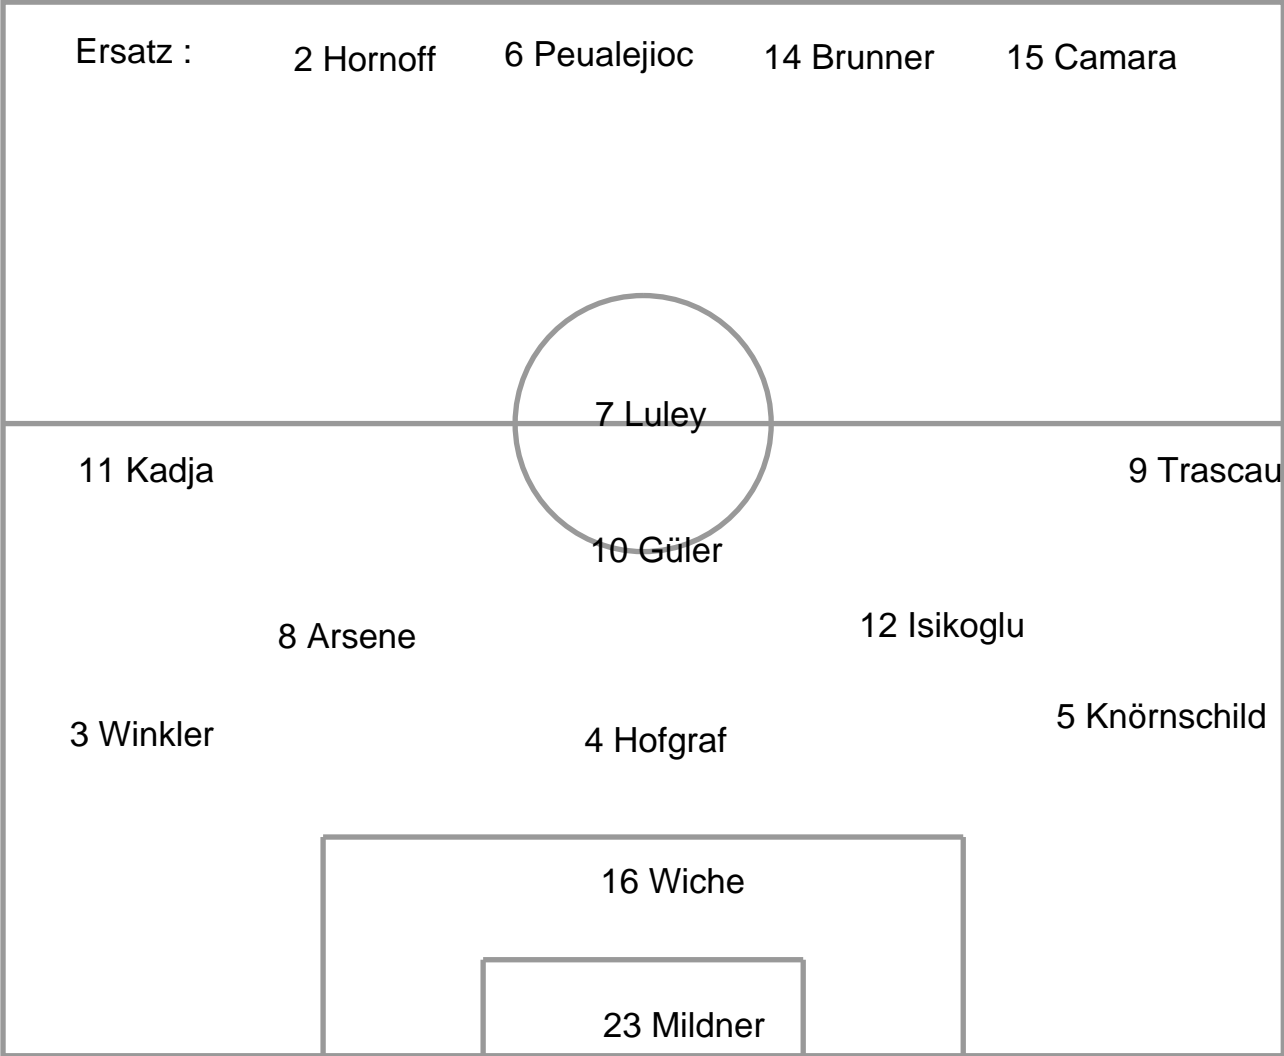 Ersatz :
2 Hornoff
6 Peualejioc
14 Brunner
15 Camara
7 Luley
11 Kadja
9 Trascau
10 Güler
8 Arsene
12 Isikoglu
3 Winkler
4 Hofgraf
5 Knörnschild
16 Wiche
23 Mildner